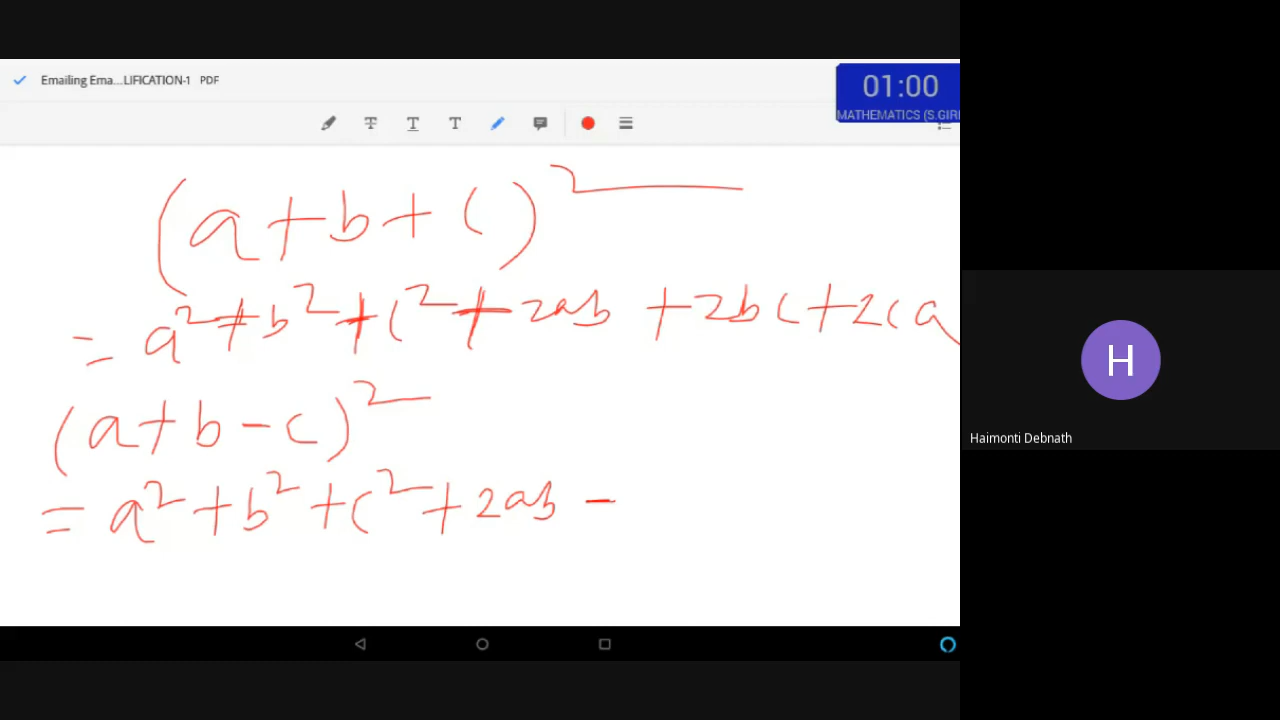 Emailing Ema...LIFICATION-1 PDF
01:00
MATHEMATICS (S.GIRI
T T T
(a+b+c)²
= a²+b²+c²+2ab+2bc+2ca
(a+b-c)²
= a²+b²+c²+2ab-
H
Haimonti Debnath